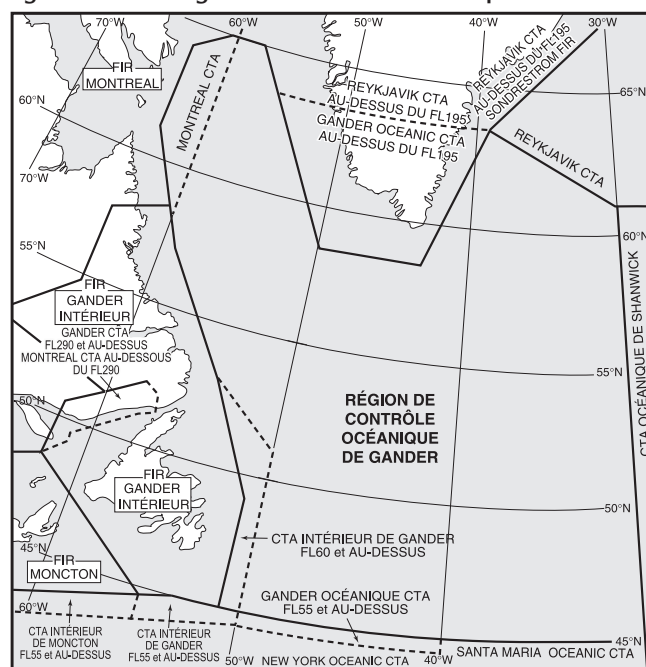 70°W
60°W
50°W
40°W
30°W
FIR
MONTREAL
MONTREAL CTA
REYKJAVIK CTA
AU-DESSUS DU FL195
GANDER OCEANIC CTA
AU-DESSUS DU FL195
REYKJAVIK CTA
AU-DESSUS DU FL195
SONDRESTROM FIR
65°N
60°N
REYKJAVIK CTA
70°W
60°N
55°N
FIR
GANDER
INTÉRIEUR
GANDER CTA
FL290 et AU-DESSUS
MONTREAL CTA AU-DESSOUS
DU FL290
CTA OCÉANIQUE DE SHANWICK
55°N
50°N
RÉGION DE
CONTRÔLE
OCÉANIQUE
DE GANDER
FIR
GANDER
INTÉRIEUR
50°N
CTA INTÉRIEUR DE GANDER
FL60 et AU-DESSUS
45°N
FIR
MONCTON
60°W
GANDER OCÉANIQUE CTA
FL55 et AU-DESSUS
45°N
CTA INTÉRIEUR
DE MONCTON
FL55 et AU-DESSUS
CTA INTÉRIEUR
DE GANDER
FL55 et AU-DESSUS
50°W
NEW YORK OCEANIC CTA
40°W
SANTA MARIA OCEANIC CTA